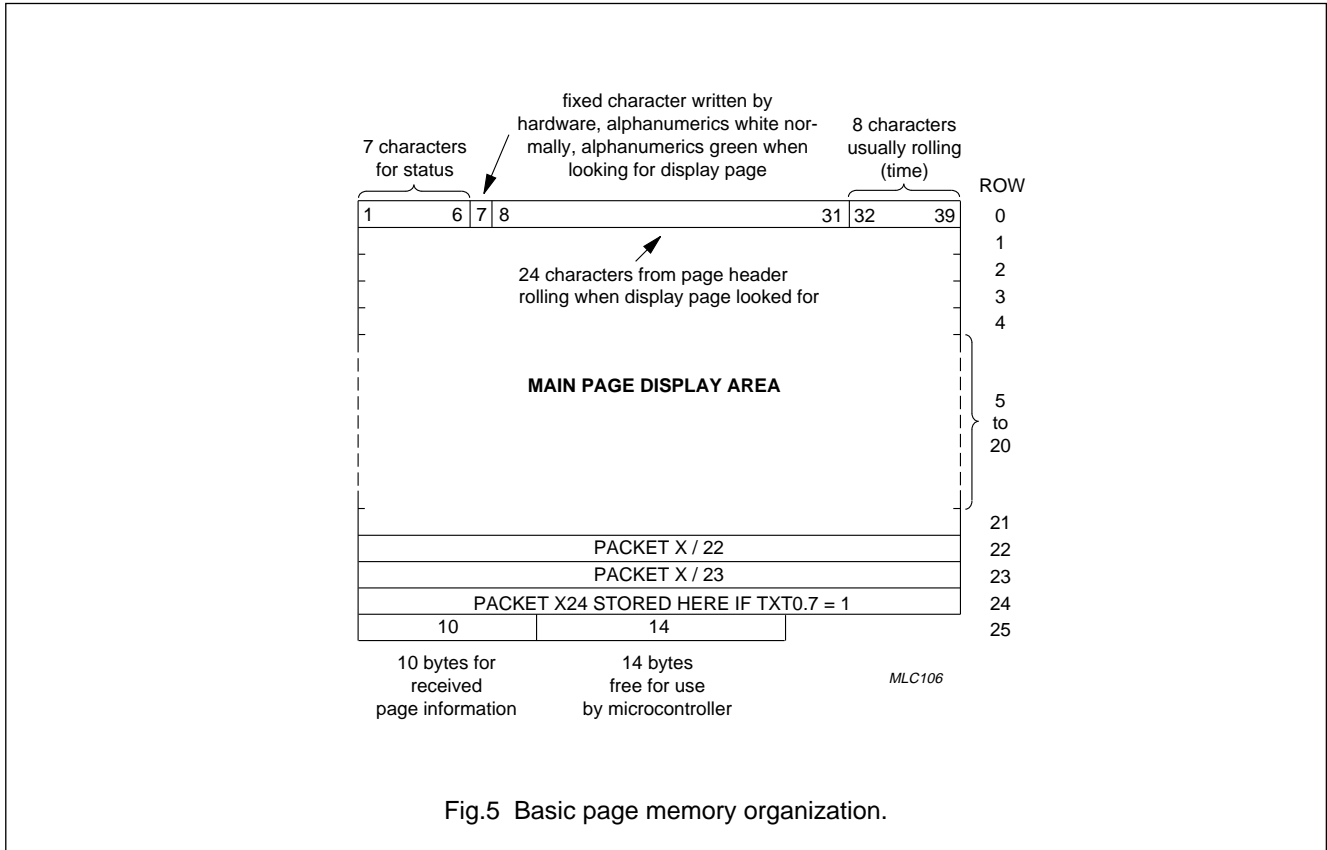 fixed character written by
hardware, alphanumerics white nor-
mally, alphanumerics green when
looking for display page
7 characters
for status
8 characters
usually rolling
(time)
ROW
1 6 7 8 31 32 39 0
1
24 characters from page header
rolling when display page looked for
2
3
4
MAIN PAGE DISPLAY AREA
5
to
20
21
PACKET X / 22 22
PACKET X / 23 23
PACKET X24 STORED HERE IF TXT0.7 = 1 24
10 14 25
10 bytes for
received
page information
14 bytes
free for use
by microcontroller
MLC106
Fig.5 Basic page memory organization.